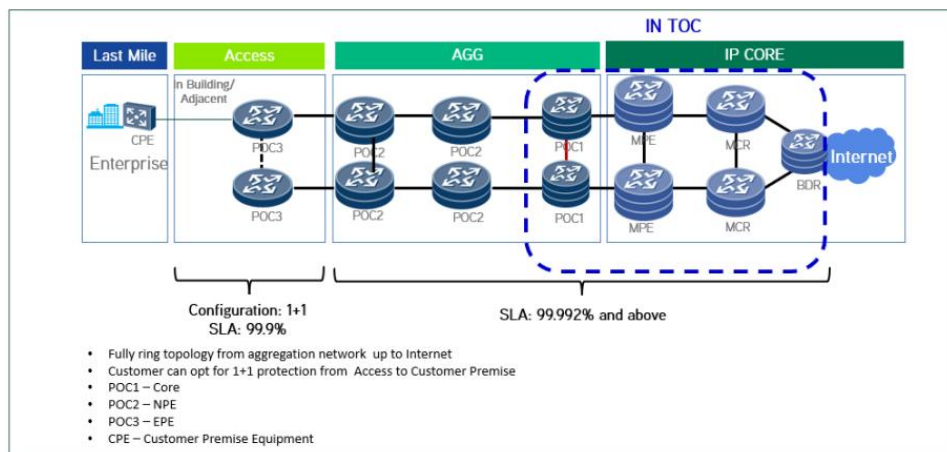 IN TOC
Last Mile
Access
AGG
IP CORE
In Building/
Adjacent
CPE
Enterprise
POC3
POC2
POC2
POC1
MPE
MCR
BDR
Internet
POC3
POC2
POC2
POC1
MPE
MCR
Configuration: 1+1
SLA: 99.9%
SLA: 99.992% and above
• Fully ring topology from aggregation network up to Internet
• Customer can opt for 1+1 protection from Access to Customer Premise
• POC1 – Core
• POC2 – NPE
• POC3 – EPE
• CPE – Customer Premise Equipment